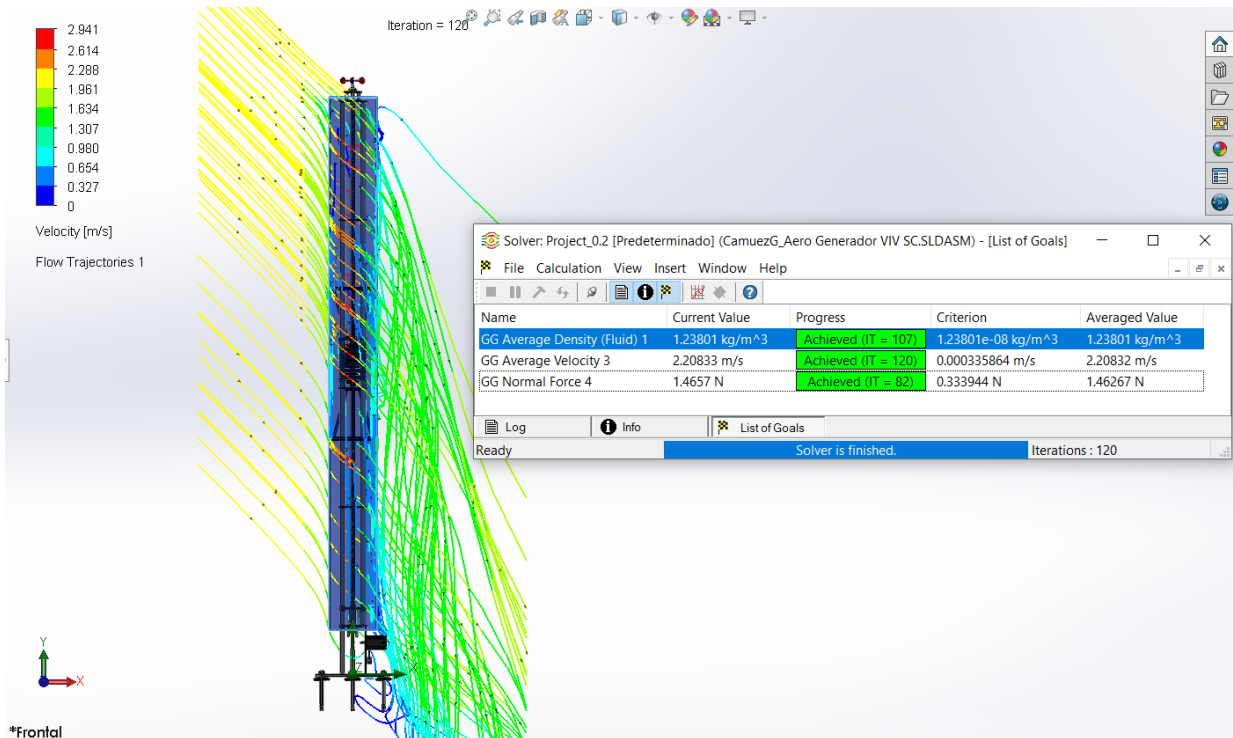 Iteration = 120
2.941
2.614
2.288
1.961
1.634
1.307
0.980
0.654
0.327
0
Velocity [m/s]
Flow Trajectories 1
Solver: Project_0.2 [Predeterminado] (CamuezG_Aero Generador VIV SC.SLDASM) - [List of Goals]
File Calculation View Insert Window Help
Name Current Value Progress Criterion Averaged Value
GG Average Density (Fluid) 1 1.23801 kg/m^3 Achieved (IT = 107) 1.23801e-08 kg/m^3 1.23801 kg/m^3
GG Average Velocity 3 2.20833 m/s Achieved (IT = 120) 0.000335864 m/s 2.20832 m/s
GG Normal Force 4 1.4657 N Achieved (IT = 82) 0.333944 N 1.46267 N
Log Info List of Goals
Ready Solver is finished. Iterations : 120
Y
X
Z
*Frontal